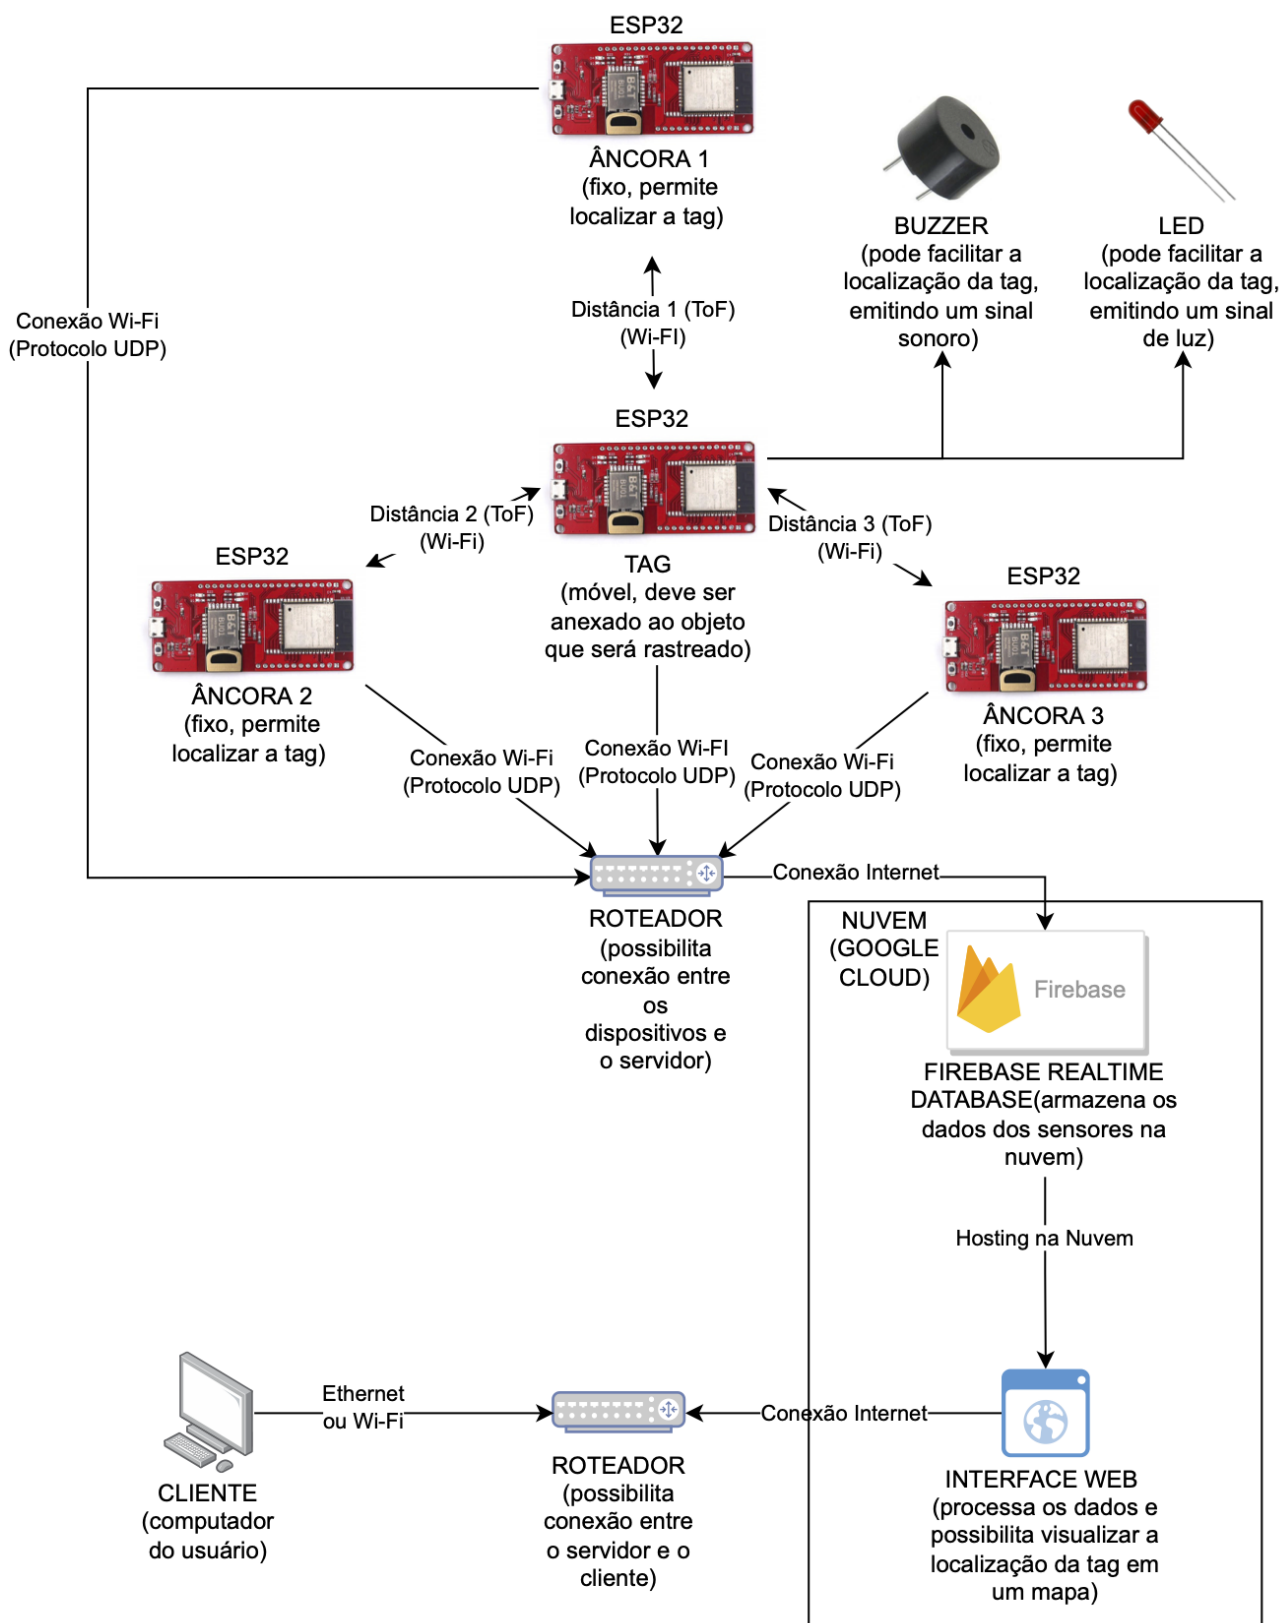 ESP32
B&T
BU01
ÂNCORA 1
(fixo, permite
localizar a tag)
BUZZER
(pode facilitar a
localização da tag,
emitindo um sinal
sonoro)
LED
(pode facilitar a
localização da tag,
emitindo um sinal
de luz)
Conexão Wi-Fi
(Protocolo UDP)
Distância 1 (ToF)
(Wi-FI)
ESP32
B&T
BU01
Distância 2 (ToF)
(Wi-Fi)
Distância 3 (ToF)
(Wi-Fi)
TAG
(móvel, deve ser
anexado ao objeto
que será rastreado)
ESP32
B&T
BU01
ÂNCORA 2
(fixo, permite
localizar a tag)
ESP32
B&T
BU01
ÂNCORA 3
(fixo, permite
localizar a tag)
Conexão Wi-Fi
(Protocolo UDP)
Conexão Wi-FI
(Protocolo UDP)
Conexão Wi-Fi
(Protocolo UDP)
ROTEADOR
(possibilita
conexão entre
os
dispositivos e
o servidor)
Conexão Internet
NUVEM
(GOOGLE
CLOUD)
Firebase
FIREBASE REALTIME
DATABASE(armazena os
dados dos sensores na
nuvem)
Hosting na Nuvem
Ethernet
ou Wi-Fi
Conexão Internet
CLIENTE
(computador
do usuário)
ROTEADOR
(possibilita
conexão entre
o servidor e o
cliente)
INTERFACE WEB
(processa os dados e
possibilita visualizar a
localização da tag em
um mapa)